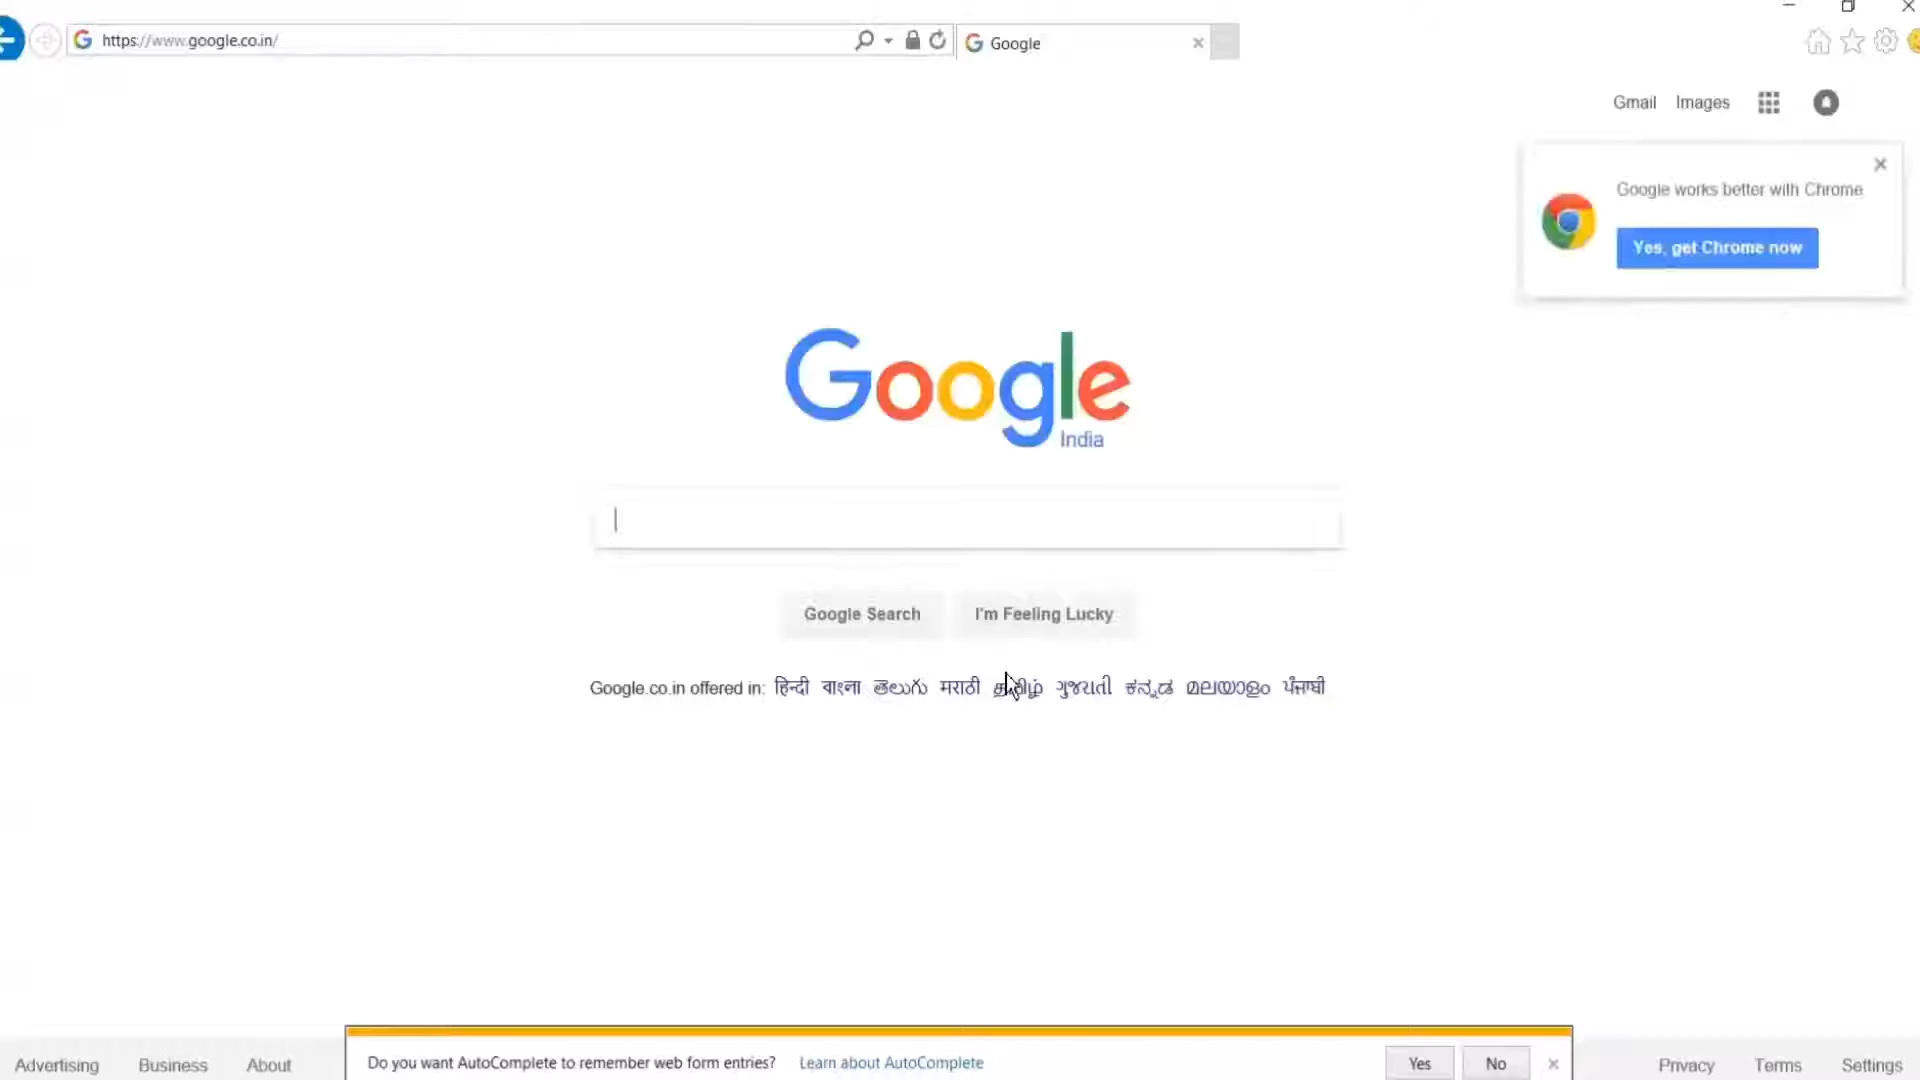 https://www.google.co.in/
Google
Gmail Images
Google works better with Chrome
Yes, get Chrome now
Google
India
Google Search I'm Feeling Lucky
Google.co.in offered in: हिन्दी বাংলা తెలుగు मराठी தமிழ் ગુજરાતી ಕನ್ನಡ മലയാളം ਪੰਜਾਬੀ
Do you want AutoComplete to remember web form entries? Learn about AutoComplete Yes No
Advertising Business About Privacy Terms Settings